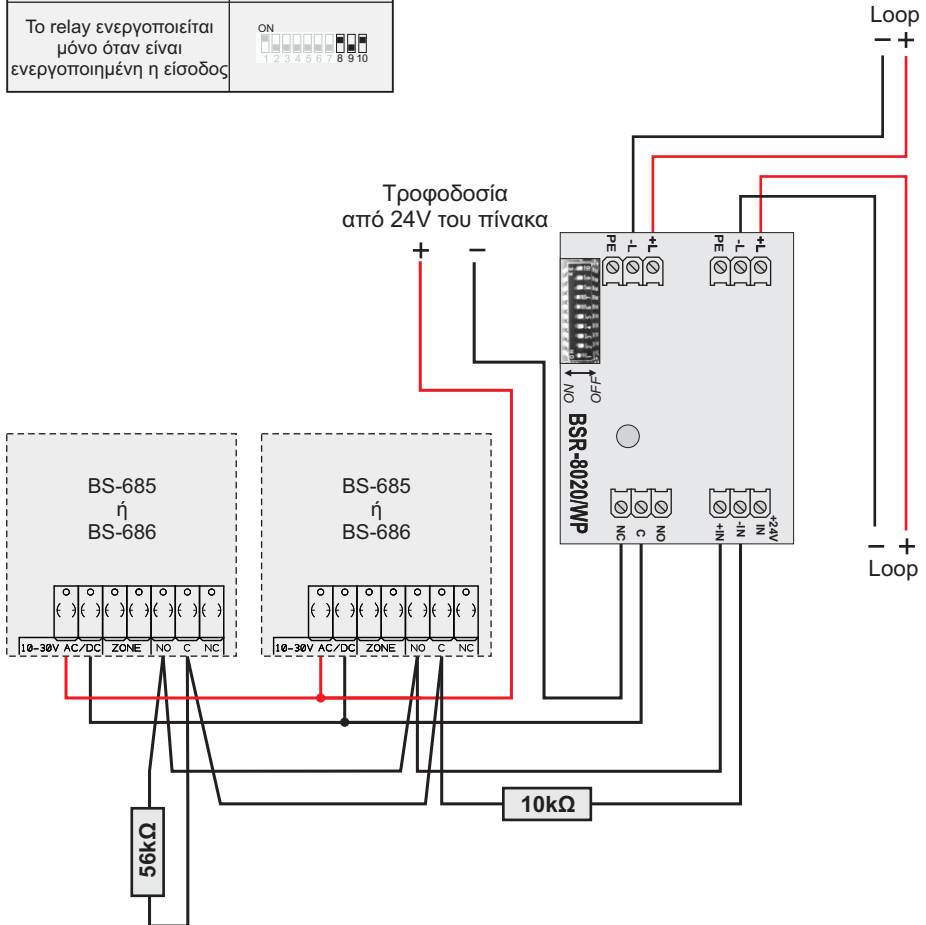 Το relay ενεργοποιείται
μόνο όταν είναι
ενεργοποιημένη η είσοδος
ON
1 2 3 4 5 6 7 8 9 10
Loop
− +
Τροφοδοσία
από 24V του πίνακα
+ −
PE -L +L
PE -L +L
ON OFF
BSR-8020/WP
NC C NO
+IN -IN IN +24V
− +
Loop
BS-685
ή
BS-686
10-30V AC/DC ZONE NO C NC
BS-685
ή
BS-686
10-30V AC/DC ZONE NO C NC
10kΩ
56kΩ